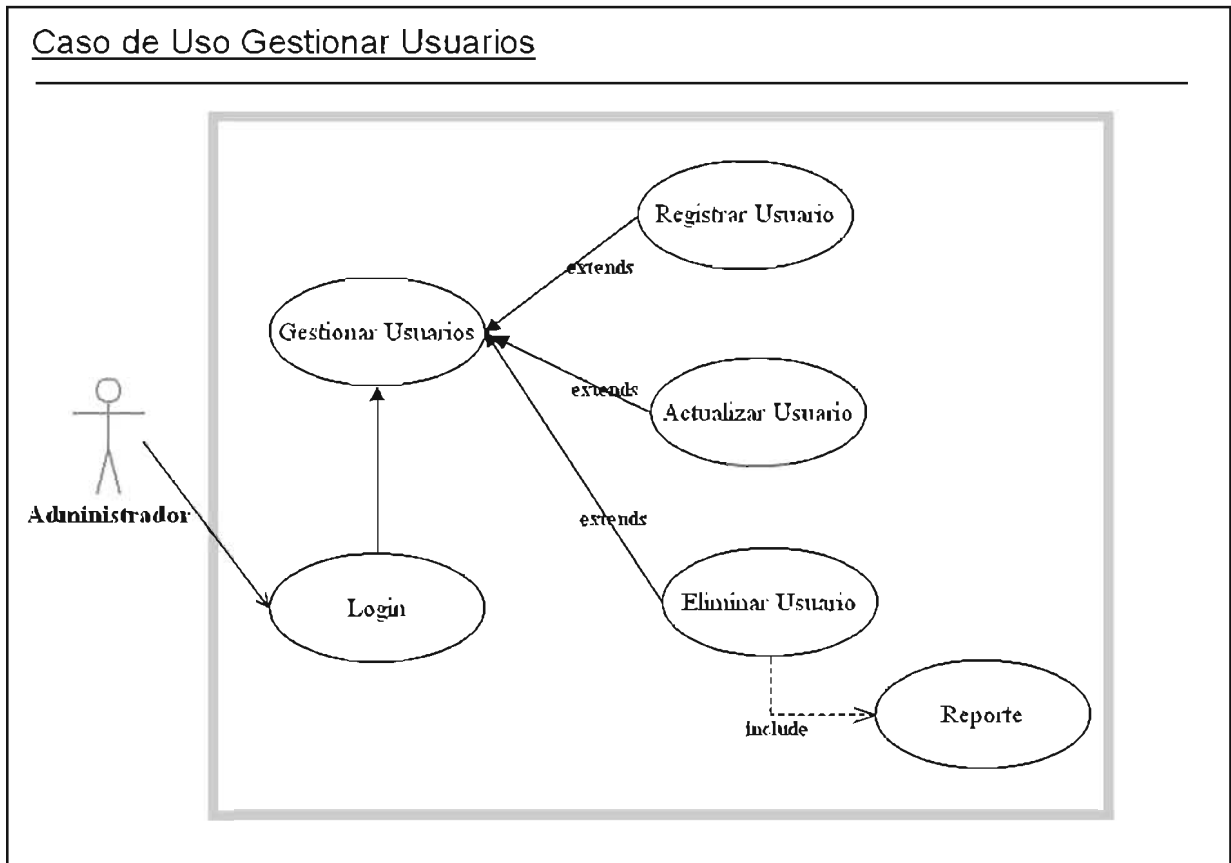 Caso de Uso Gestionar Usuarios
Registrar Usuario
extends
Gestionar Usuarios
extends
Actualizar Usuario
Administrador
extends
Login
Eliminar Usuario
include
Reporte